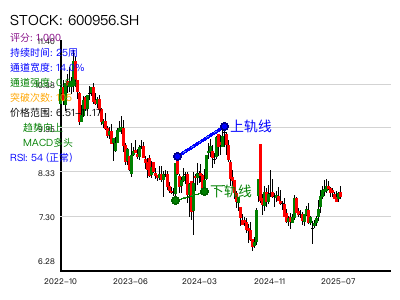 STOCK: 600956.SH
评分: 1.000
持续时间: 25周
通道宽度: 14.0%
通道强度:
突破次数:
价格范围: 6.51-11.17
趋势向上
MACD多头
RSI: 54 (正常)
上轨线
下轨线
8.33
7.30
6.28
2022-10 2023-06 2024-03 2024-11 2025-07